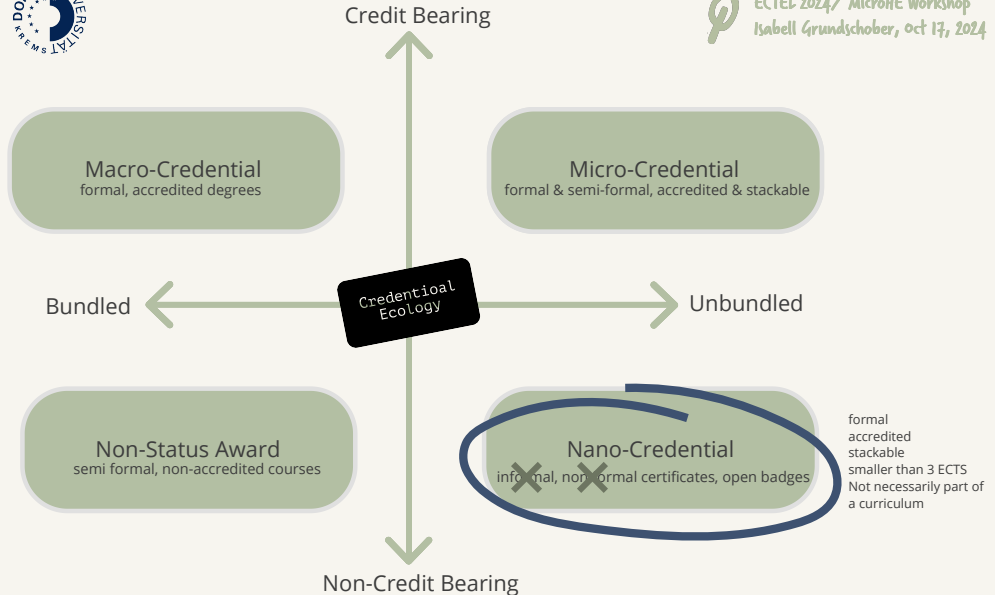 Credit Bearing
ECTEL 2024/ MicroHE Workshop
Isabell Grundschober, Oct 17, 2024
KREMS
Macro-Credential
formal, accredited degrees
Micro-Credential
formal & semi-formal, accredited & stackable
Credentioal
Ecology
Bundled
Unbundled
Non-Status Award
semi formal, non-accredited courses
Nano-Credential
informal, nonformal certificates, open badges
formal
accredited
stackable
smaller than 3 ECTS
Not necessarily part of
a curriculum
Non-Credit Bearing